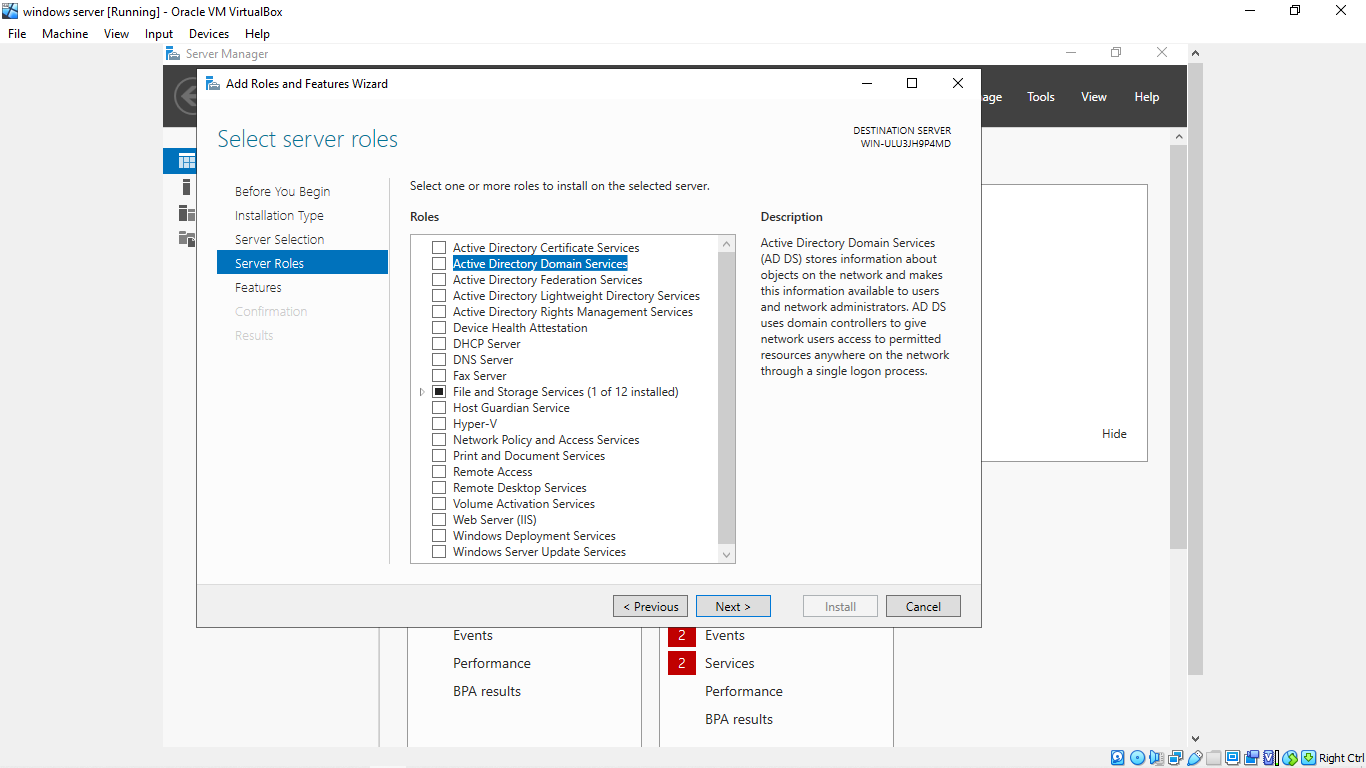 windows server [Running] - Oracle VM VirtualBox
File Machine View Input Devices Help
Server Manager
Add Roles and Features Wizard
Tools View Help
Select server roles
DESTINATION SERVER
WIN-ULU3JH9P4MD
Before You Begin
Installation Type
Server Selection
Server Roles
Features
Confirmation
Results
Select one or more roles to install on the selected server.
Roles
Active Directory Certificate Services
Active Directory Domain Services
Active Directory Federation Services
Active Directory Lightweight Directory Services
Active Directory Rights Management Services
Device Health Attestation
DHCP Server
DNS Server
Fax Server
File and Storage Services (1 of 12 installed)
Host Guardian Service
Hyper-V
Network Policy and Access Services
Print and Document Services
Remote Access
Remote Desktop Services
Volume Activation Services
Web Server (IIS)
Windows Deployment Services
Windows Server Update Services
Description
Active Directory Domain Services
(AD DS) stores information about
objects on the network and makes
this information available to users
and network administrators. AD DS
uses domain controllers to give
network users access to permitted
resources anywhere on the network
through a single logon process.
Hide
< Previous Next > Install Cancel
Events
Performance
BPA results
2 Events
2 Services
Performance
BPA results
Right Ctrl